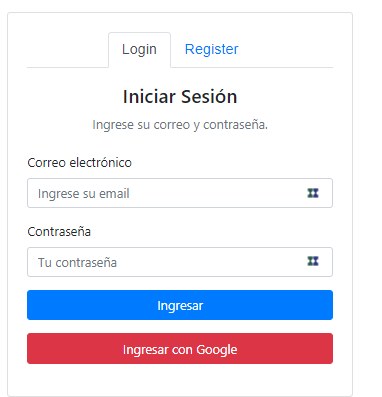 Login Register
Iniciar Sesión
Ingrese su correo y contraseña.
Correo electrónico
Ingrese su email
Contraseña
Tu contraseña
Ingresar
Ingresar con Google